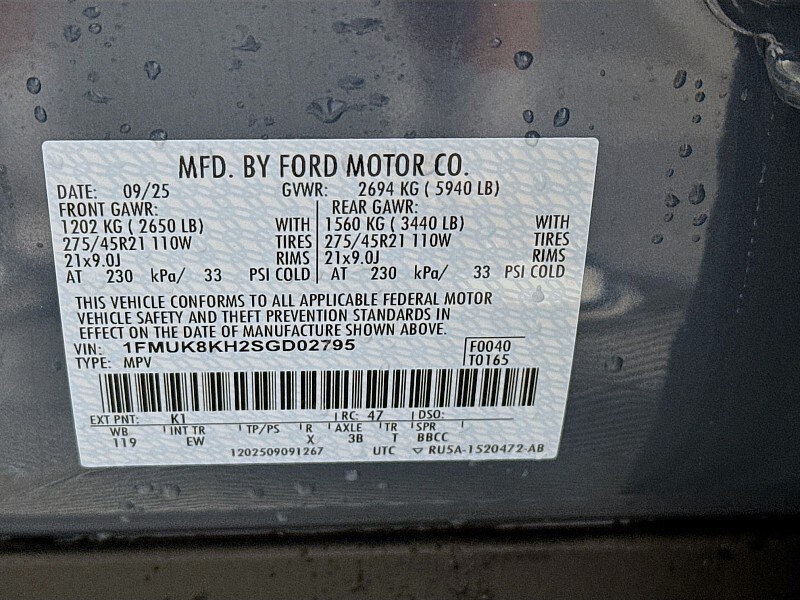 MFD. BY FORD MOTOR CO.
DATE: 09/25 GVWR: 2694 KG ( 5940 LB)
FRONT GAWR: REAR GAWR:
1202 KG ( 2650 LB) WITH 1560 KG ( 3440 LB) WITH
275/45R21 110W TIRES 275/45R21 110W TIRES
21x9.0J RIMS 21x9.0J RIMS
AT 230 kPa/ 33 PSI COLD AT 230 kPa/ 33 PSI COLD
THIS VEHICLE CONFORMS TO ALL APPLICABLE FEDERAL MOTOR
VEHICLE SAFETY AND THEFT PREVENTION STANDARDS IN
EFFECT ON THE DATE OF MANUFACTURE SHOWN ABOVE.
VIN: 1FMUK8KH2SGD02795 F0040
TYPE: MPV T0165
EXT PNT: K1 RC: 47 DSO:
WB INT TR TP/PS R AXLE TR SPR
119 EW X 3B T BBCC
1202509091267 UTC ▽ RU5A-1520472-AB